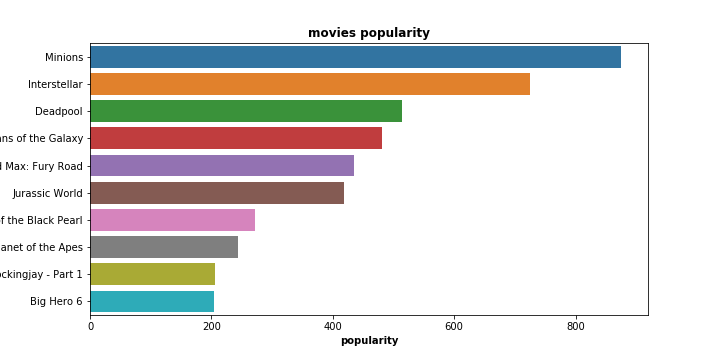 movies popularity
Minions
Interstellar
Deadpool
ans of the Galaxy
Max: Fury Road
Jurassic World
of the Black Pearl
anet of the Apes
ockingjay - Part 1
Big Hero 6
0 200 400 600 800
popularity